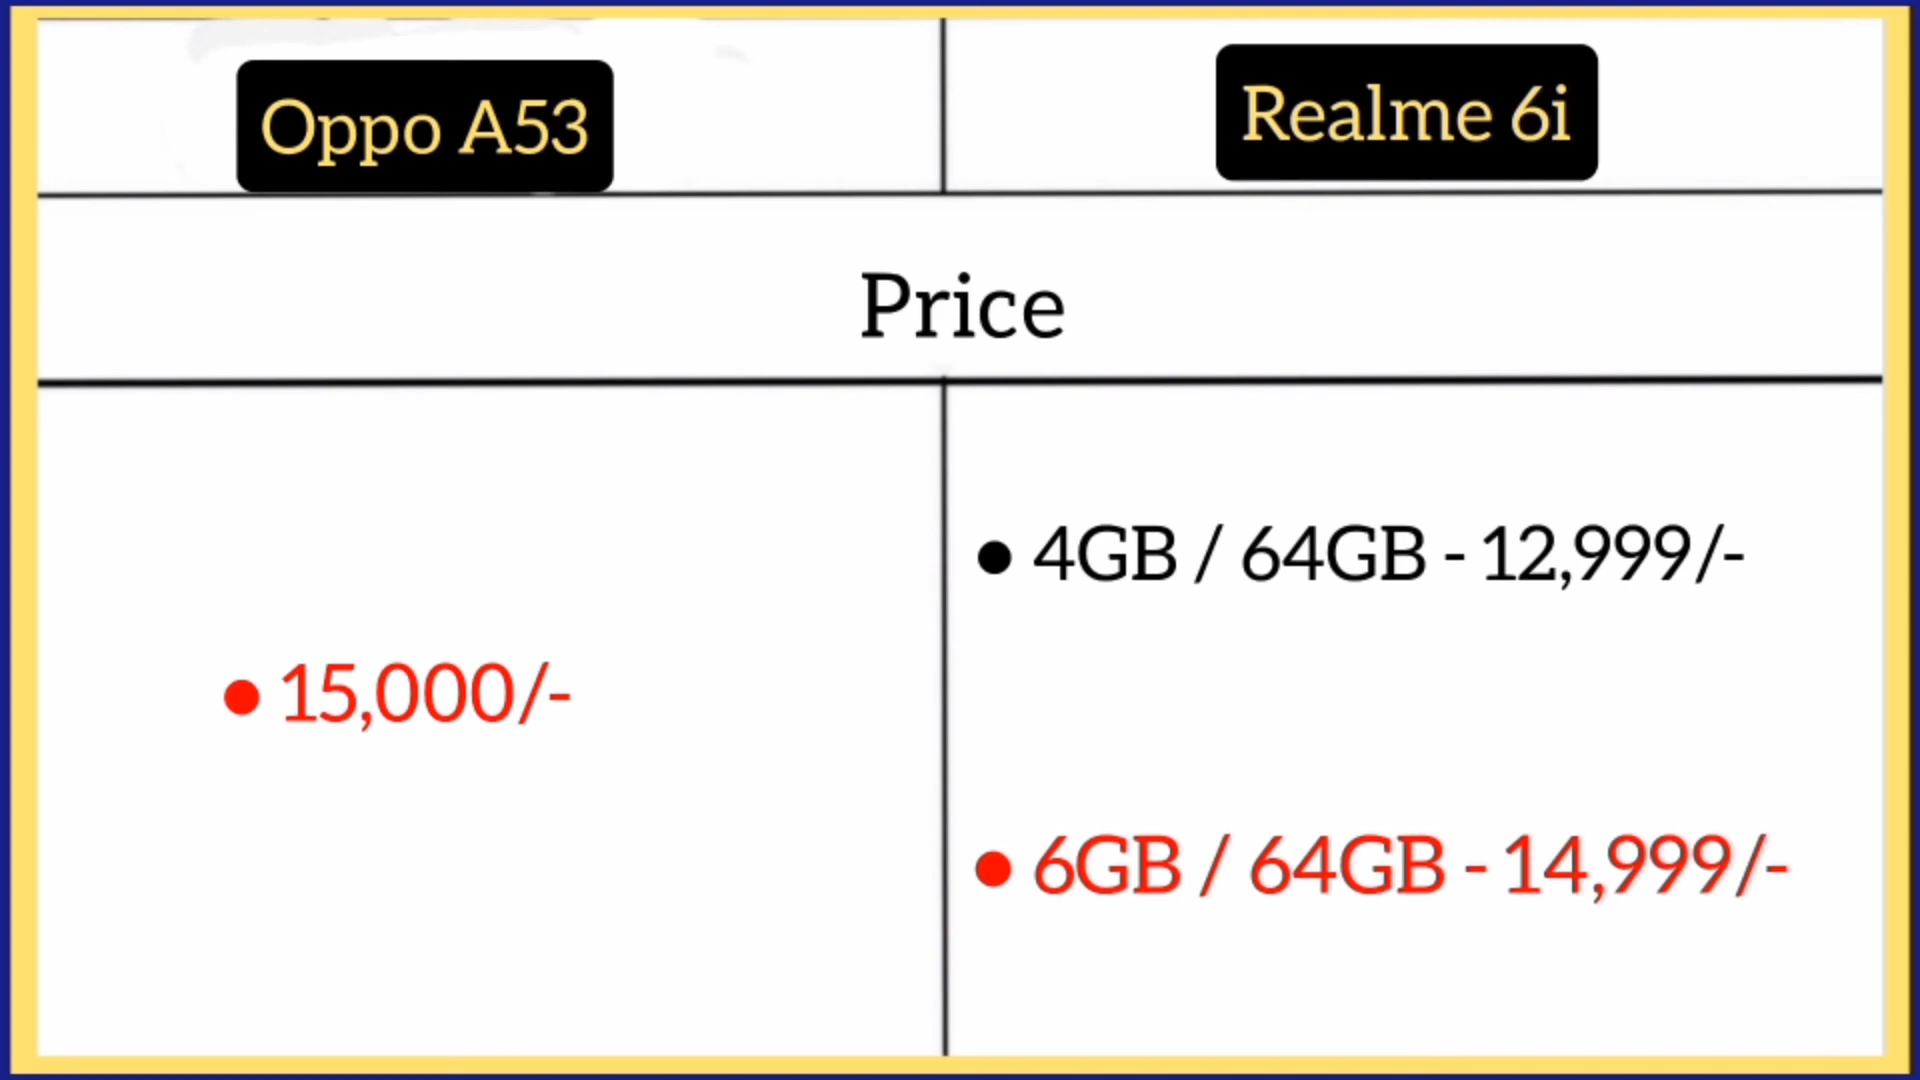 Oppo A53
Realme 6i
Price
● 15,000/-
● 4GB / 64GB - 12,999/-
● 6GB / 64GB - 14,999/-